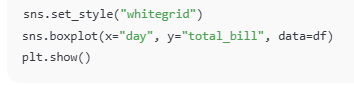 sns.set_style("whitegrid")
sns.boxplot(x="day", y="total_bill", data=df)
plt.show()